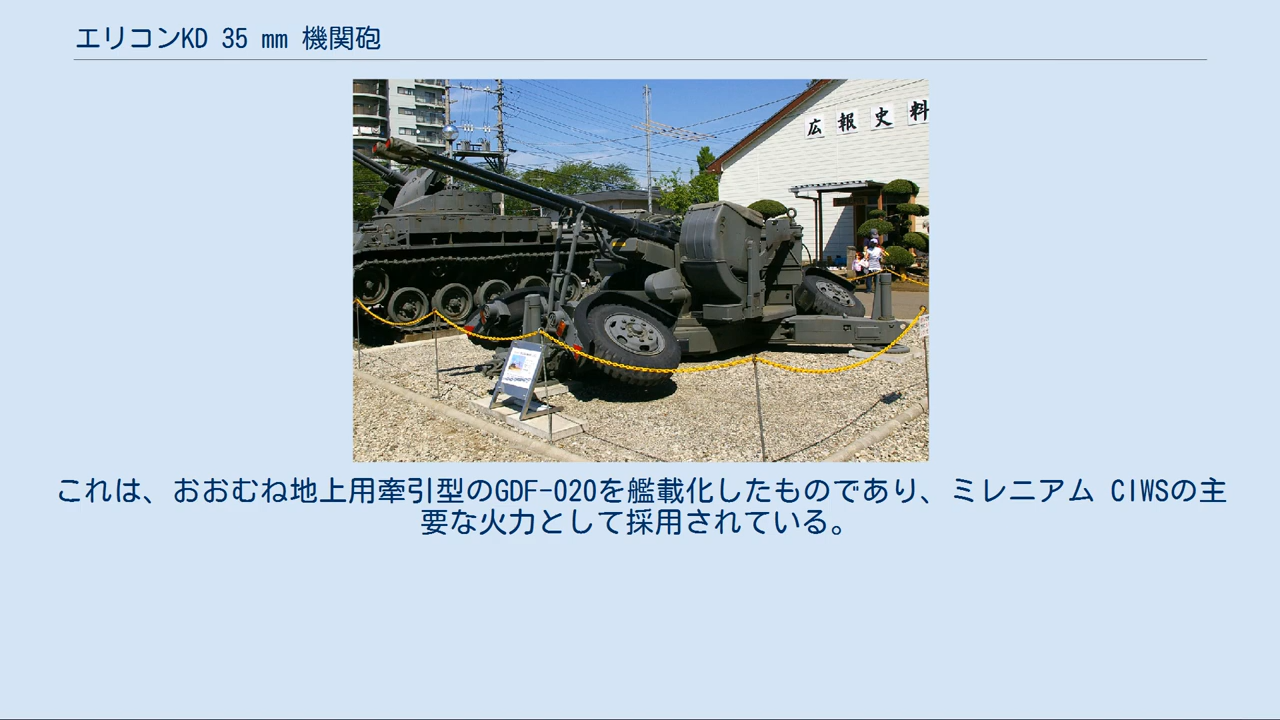 エリコンKD 35 mm 機関砲
広報史料
これは、おおむね地上用牽引型のGDF-020を艦載化したものであり、ミレニアム CIWSの主
要な火力として採用されている。